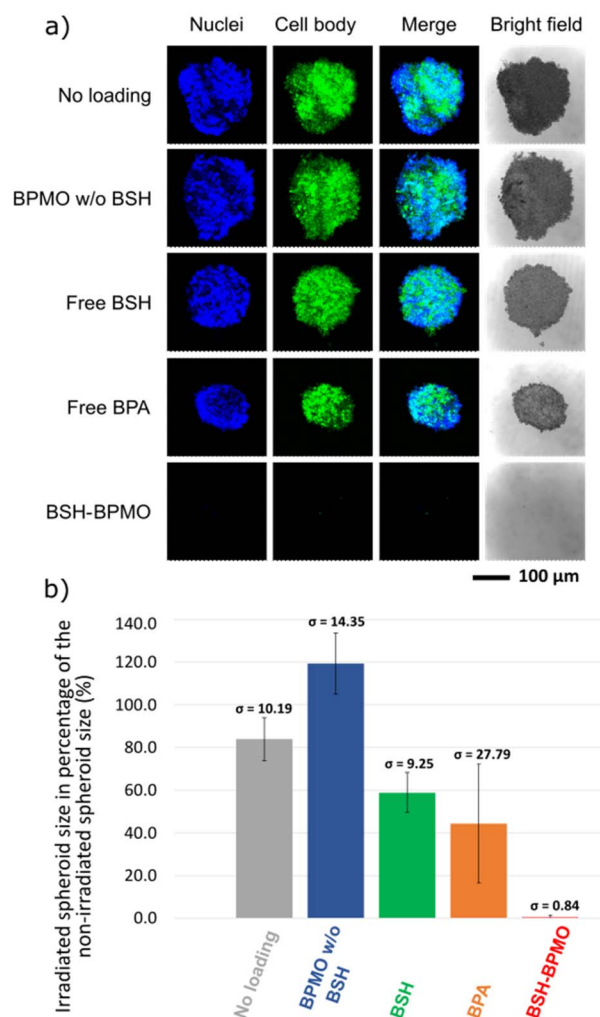 a)
Nuclei Cell body Merge Bright field
No loading
BPMO w/o BSH
Free BSH
Free BPA
BSH-BPMO
100 µm
b)
Irradiated spheroid size in percentage of the
non-irradiated spheroid size (%)
140.0
120.0
100.0
80.0
60.0
40.0
20.0
0.0
σ = 10.19
σ = 14.35
σ = 9.25
σ = 27.79
σ = 0.84
No loading
BPMO w/o
BSH
BSH
BPA
BSH-BPMO